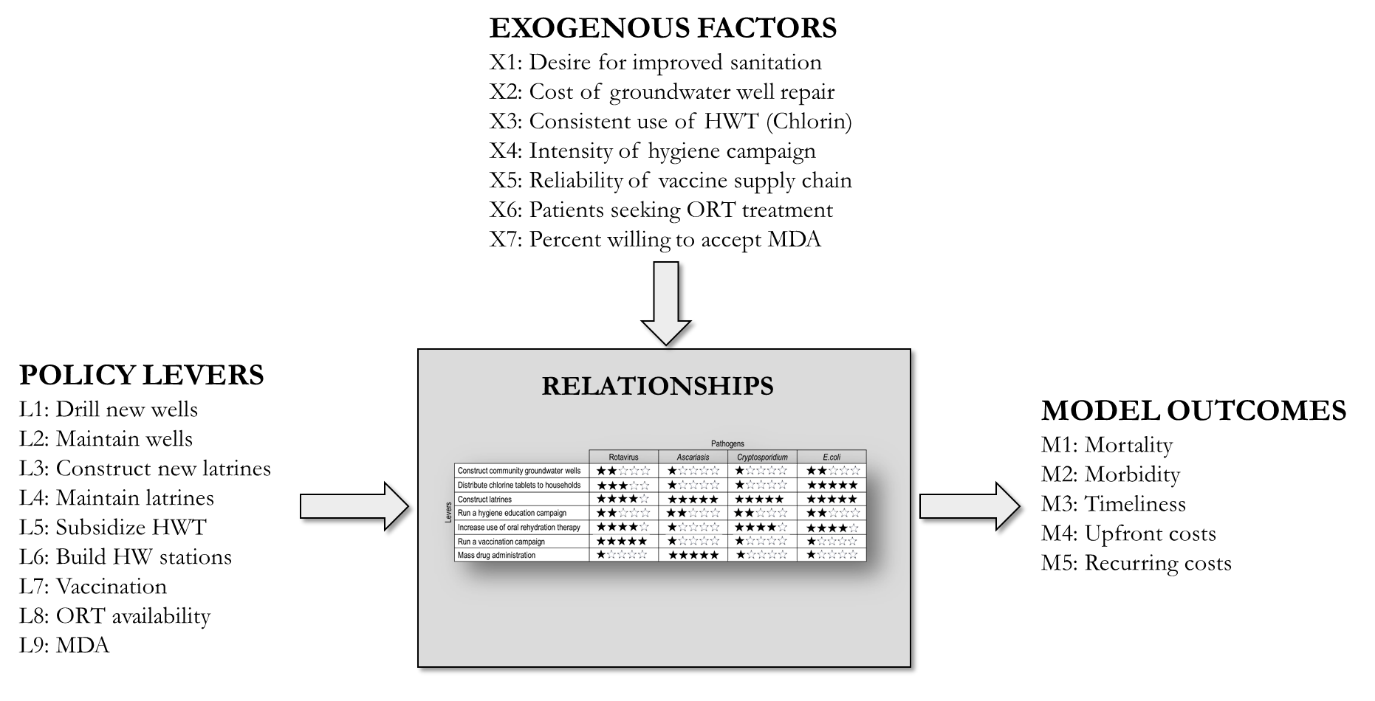 EXOGENOUS FACTORS
X1: Desire for improved sanitation
X2: Cost of groundwater well repair
X3: Consistent use of HWT (Chlorin)
X4: Intensity of hygiene campaign
X5: Reliability of vaccine supply chain
X6: Patients seeking ORT treatment
X7: Percent willing to accept MDA
POLICY LEVERS
L1: Drill new wells
L2: Maintain wells
L3: Construct new latrines
L4: Maintain latrines
L5: Subsidize HWT
L6: Build HW stations
L7: Vaccination
L8: ORT availability
L9: MDA
RELATIONSHIPS
Pathogens
Rotavirus Ascariasis Cryptosporidium E.coli
Levers
Construct community groundwater wells ★★☆☆☆ ★☆☆☆☆ ★☆☆☆☆ ★★☆☆☆
Distribute chlorine tablets to households ★★★☆☆ ★☆☆☆☆ ★☆☆☆☆ ★★★★★
Construct latrines ★★★★☆ ★★★★★ ★★★★★ ★★★★★
Run a hygiene education campaign ★★☆☆☆ ★★☆☆☆ ★★☆☆☆ ★★☆☆☆
Increase use of oral rehydration therapy ★★★★☆ ★☆☆☆☆ ★★★★☆ ★★★★☆
Run a vaccination campaign ★★★★★ ★☆☆☆☆ ★☆☆☆☆ ★☆☆☆☆
Mass drug administration ★☆☆☆☆ ★★★★★ ★☆☆☆☆ ★☆☆☆☆
MODEL OUTCOMES
M1: Mortality
M2: Morbidity
M3: Timeliness
M4: Upfront costs
M5: Recurring costs